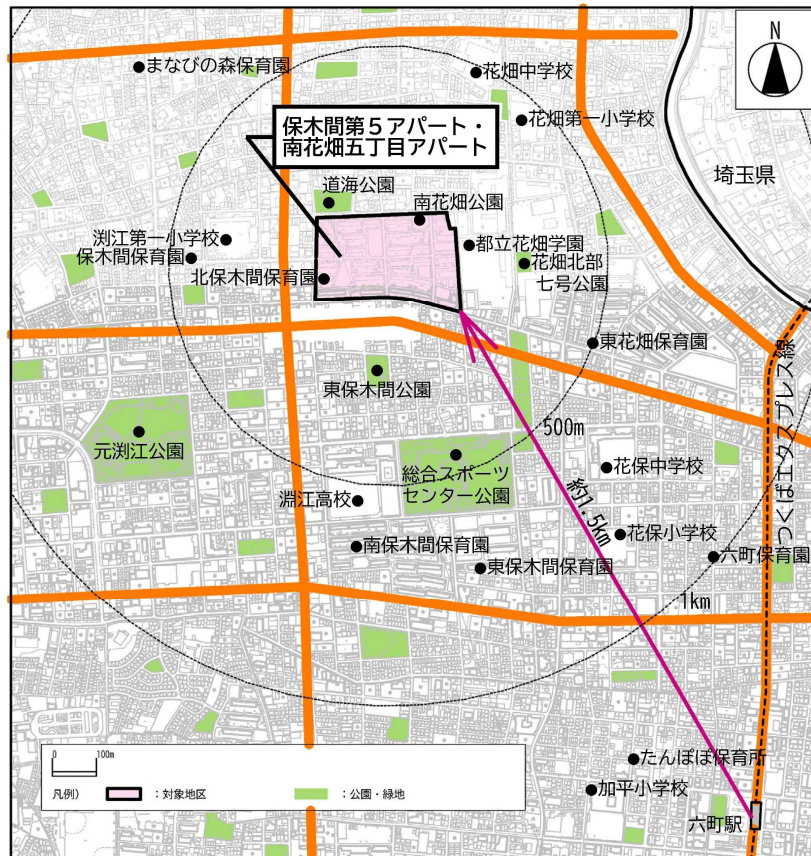 N
まなびの森保育園
花畑中学校
花畑第一小学校
保木間第５アパート・
南花畑五丁目アパート
埼玉県
道海公園
南花畑公園
渕江第一小学校
保木間保育園
都立花畑学園
花畑北部
七号公園
北保木間保育園
東花畑保育園
つくばエクスプレス線
東保木間公園
500m
元渕江公園
総合スポーツ
センター公園
花保中学校
淵江高校
約1.5km
花保小学校
南保木間保育園
東保木間保育園
六町保育園
1km
0 100m
凡例）
：対象地区
：公園・緑地
たんぽぽ保育所
加平小学校
六町駅